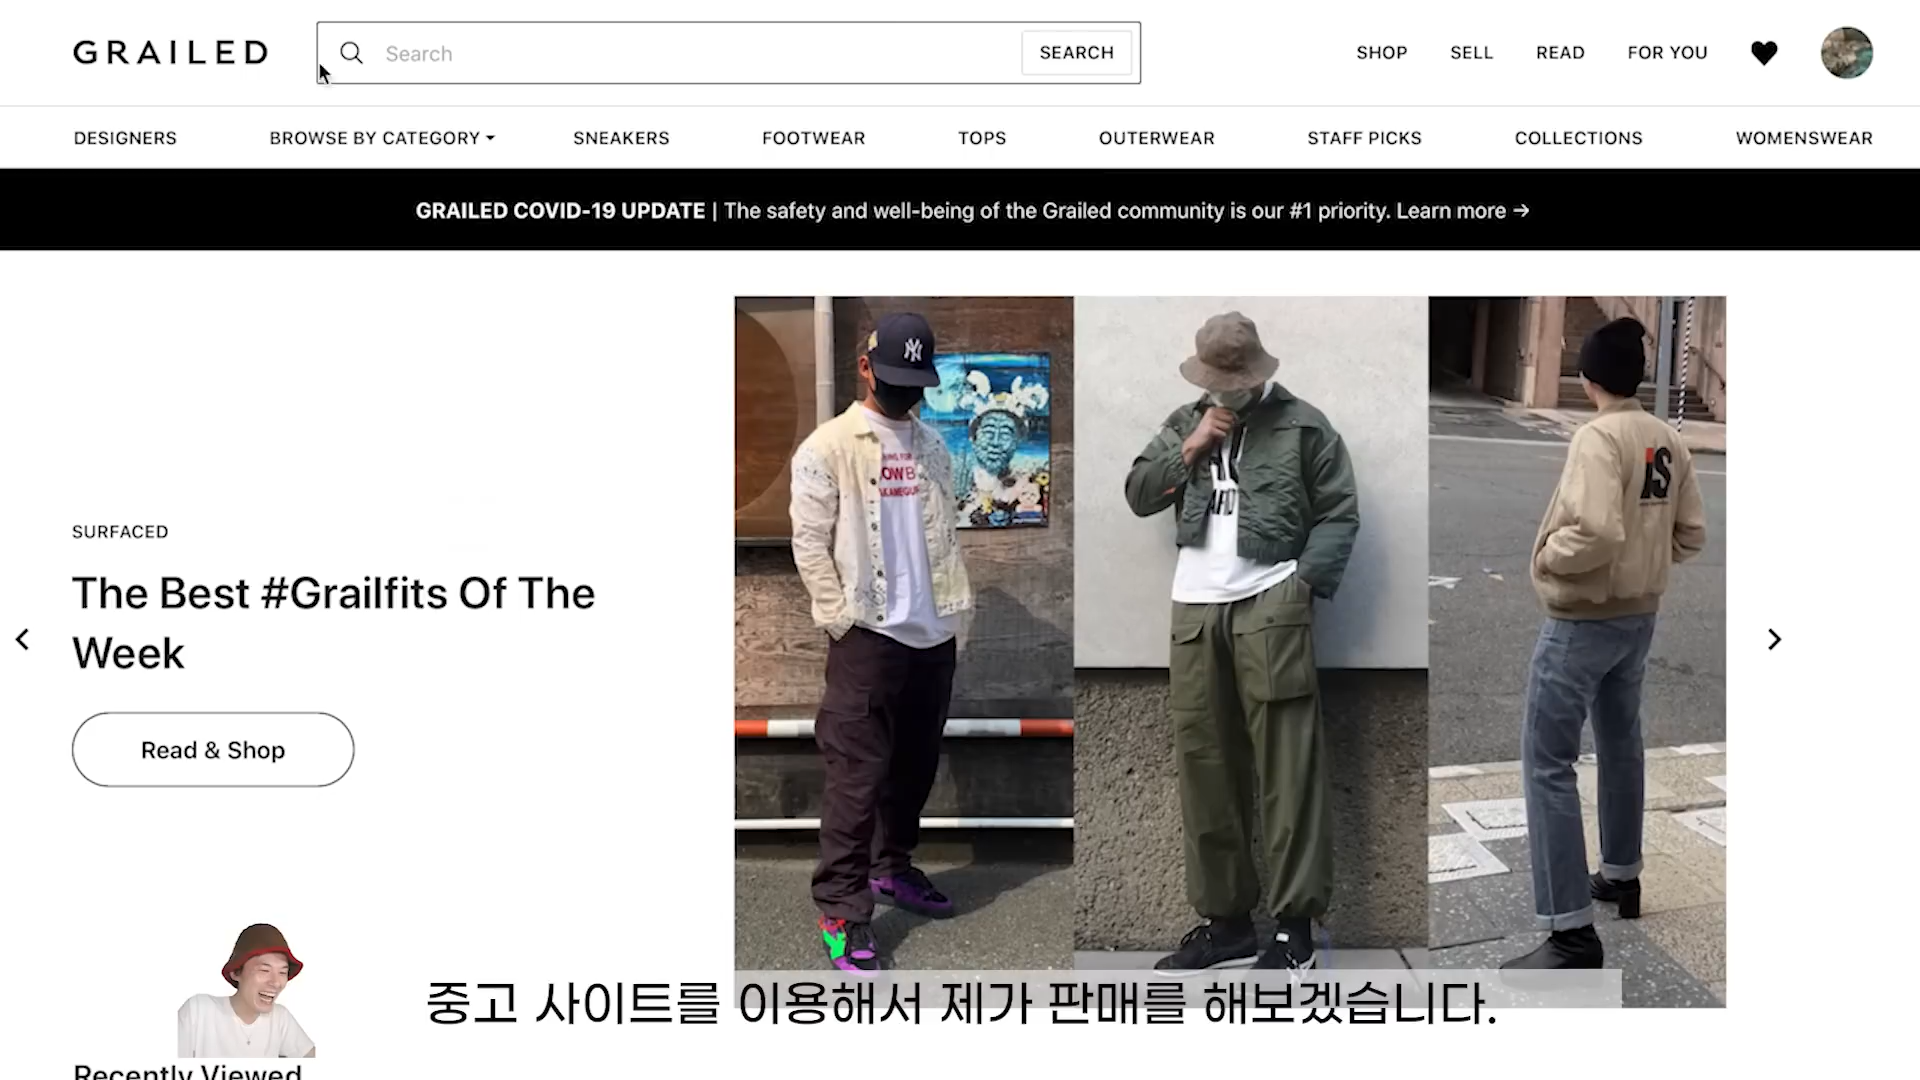 GRAILED
Search
SEARCH
SHOP
SELL
READ
FOR YOU
DESIGNERS
BROWSE BY CATEGORY
SNEAKERS
FOOTWEAR
TOPS
OUTERWEAR
STAFF PICKS
COLLECTIONS
WOMENSWEAR
GRAILED COVID-19 UPDATE | The safety and well-being of the Grailed community is our #1 priority. Learn more →
SURFACED
The Best #Grailfits Of The
Week
Read & Shop
NY
IS
중고 사이트를 이용해서 제가 판매를 해보겠습니다.
Recently Viewed